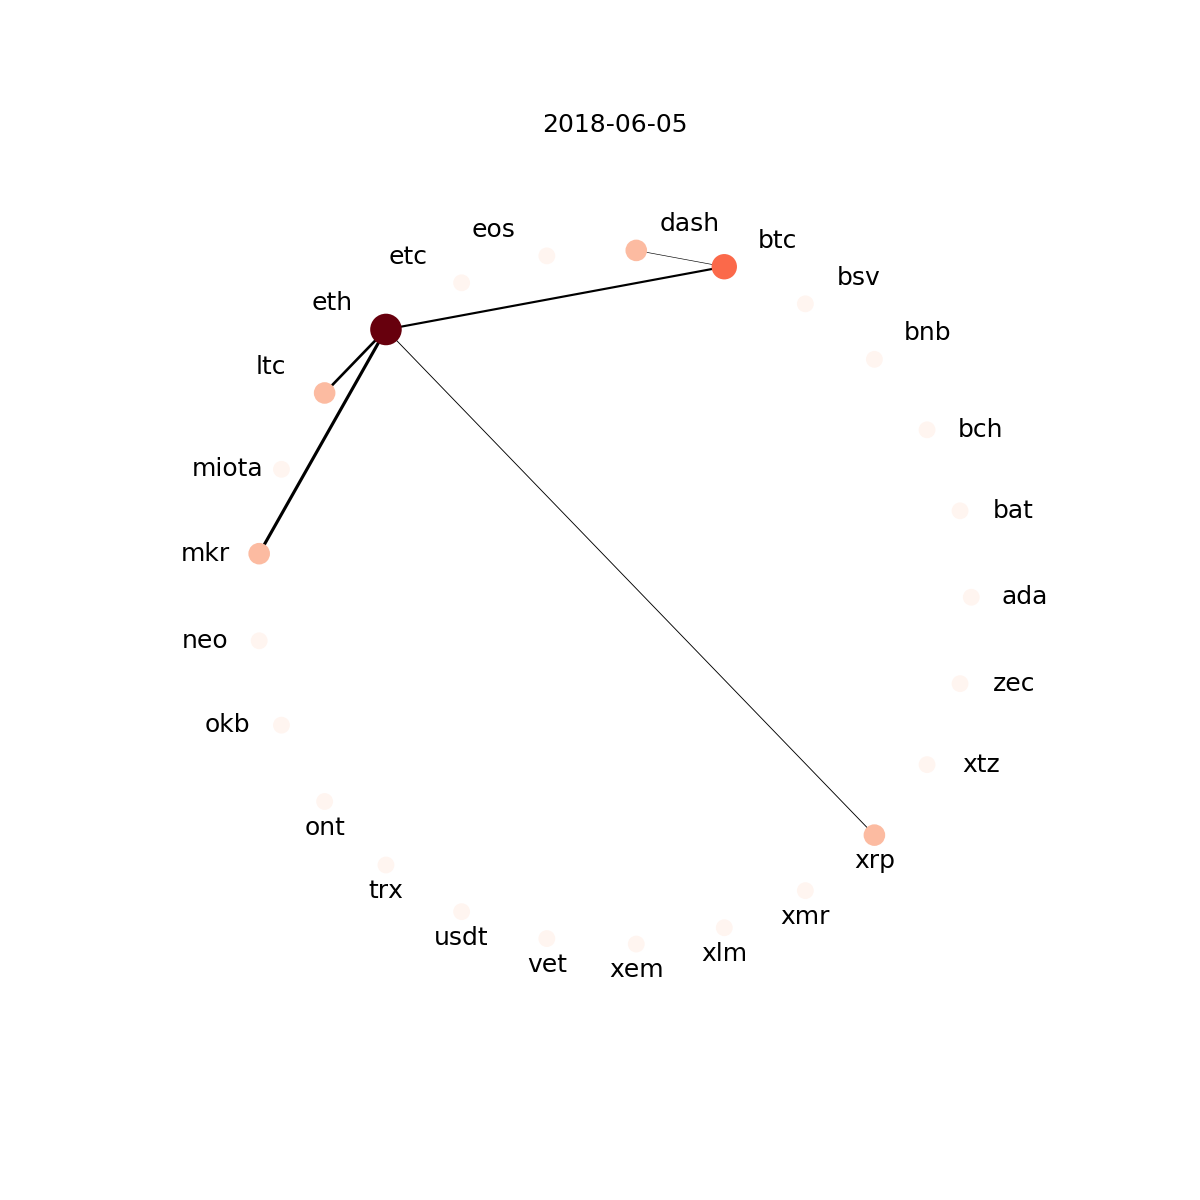 2018-06-05
dash
eos
btc
etc
bsv
eth
bnb
ltc
bch
miota
bat
mkr
ada
neo
zec
okb
xtz
ont
xrp
trx
xmr
usdt
xlm
vet
xem